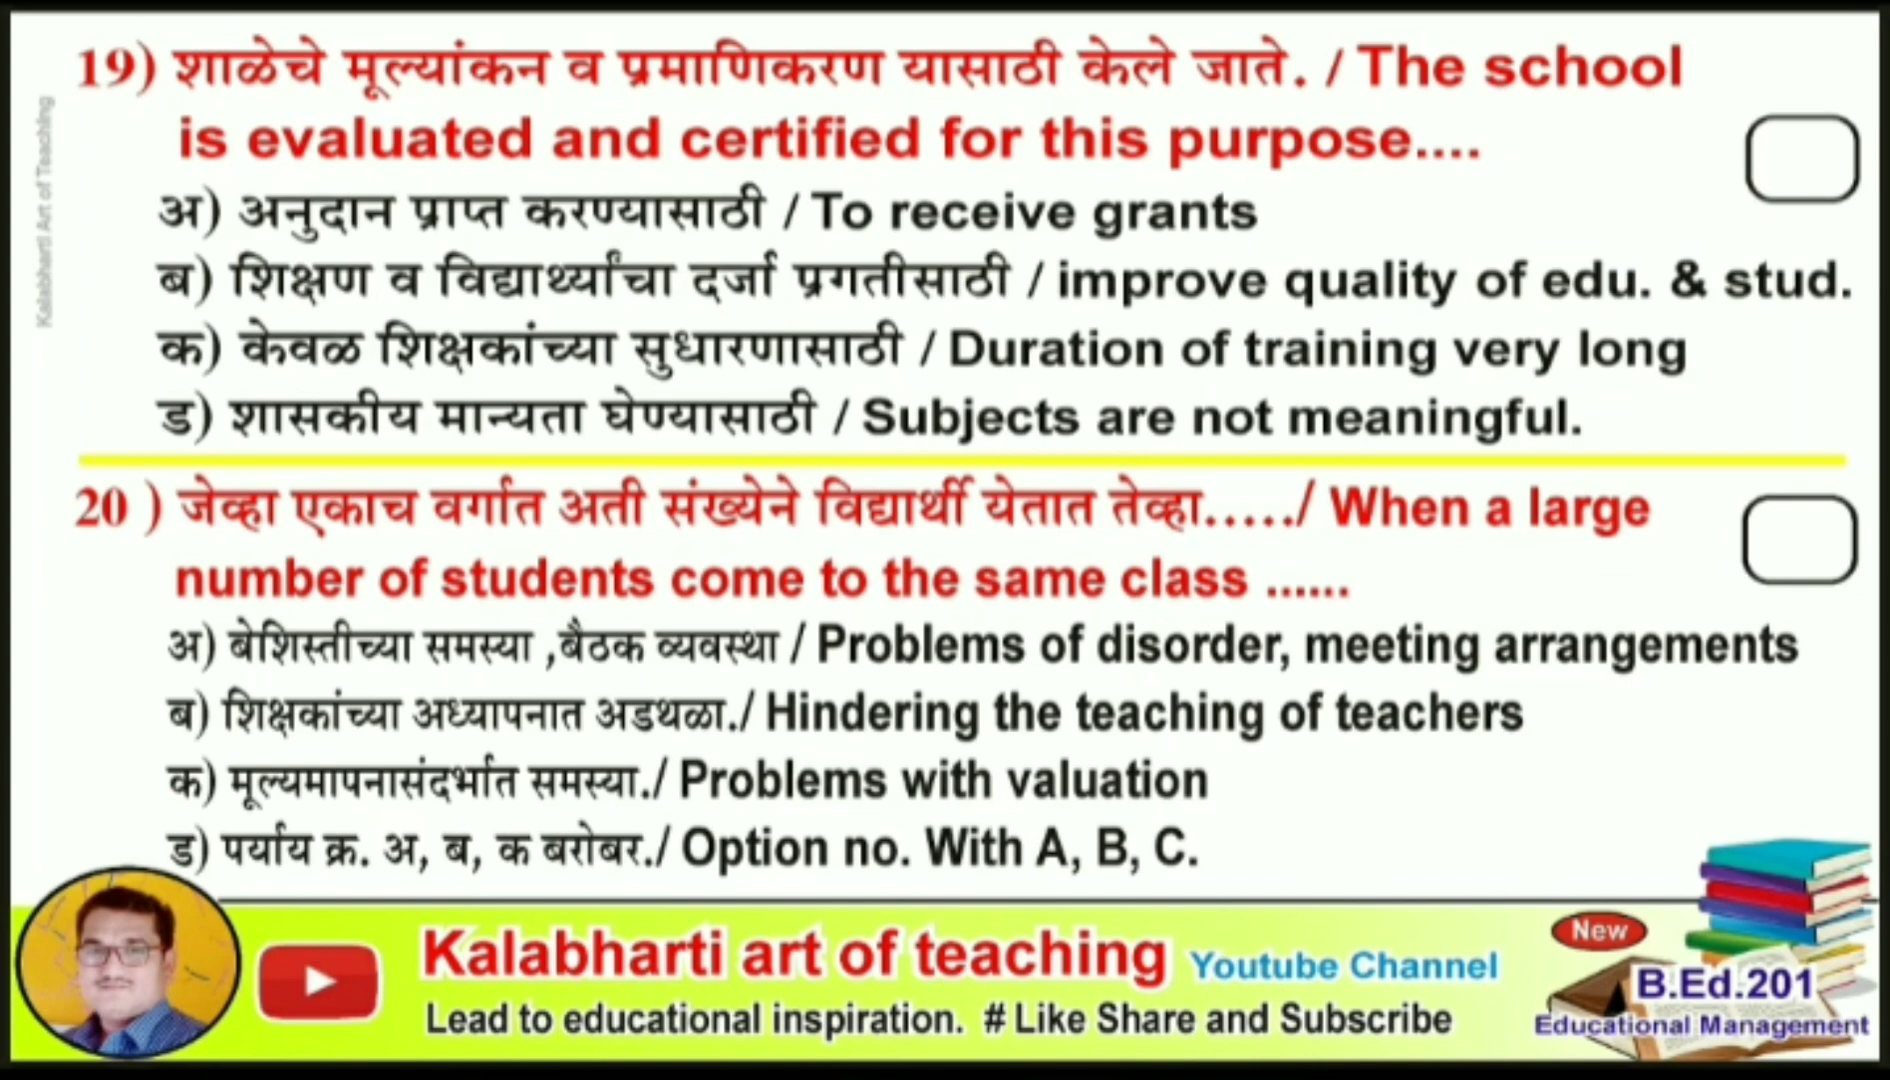 19) शाळेचे मूल्यांकन व प्रमाणिकरण यासाठी केले जाते. / The school
is evaluated and certified for this purpose....
अ) अनुदान प्राप्त करण्यासाठी / To receive grants
ब) शिक्षण व विद्यार्थ्यांचा दर्जा प्रगतीसाठी / improve quality of edu. & stud.
क) केवळ शिक्षकांच्या सुधारणासाठी / Duration of training very long
ड) शासकीय मान्यता घेण्यासाठी / Subjects are not meaningful.
20 ) जेव्हा एकाच वर्गात अती संख्येने विद्यार्थी येतात तेव्हा...../ When a large
number of students come to the same class ......
अ) बेशिस्तीच्या समस्या ,बैठक व्यवस्था / Problems of disorder, meeting arrangements
ब) शिक्षकांच्या अध्यापनात अडथळा./ Hindering the teaching of teachers
क) मूल्यमापनासंदर्भात समस्या./ Problems with valuation
ड) पर्याय क्र. अ, ब, क बरोबर./ Option no. With A, B, C.
Kalabharti Art of Teaching
Kalabharti art of teaching Youtube Channel
Lead to educational inspiration. # Like Share and Subscribe
New
B.Ed.201
Educational Management